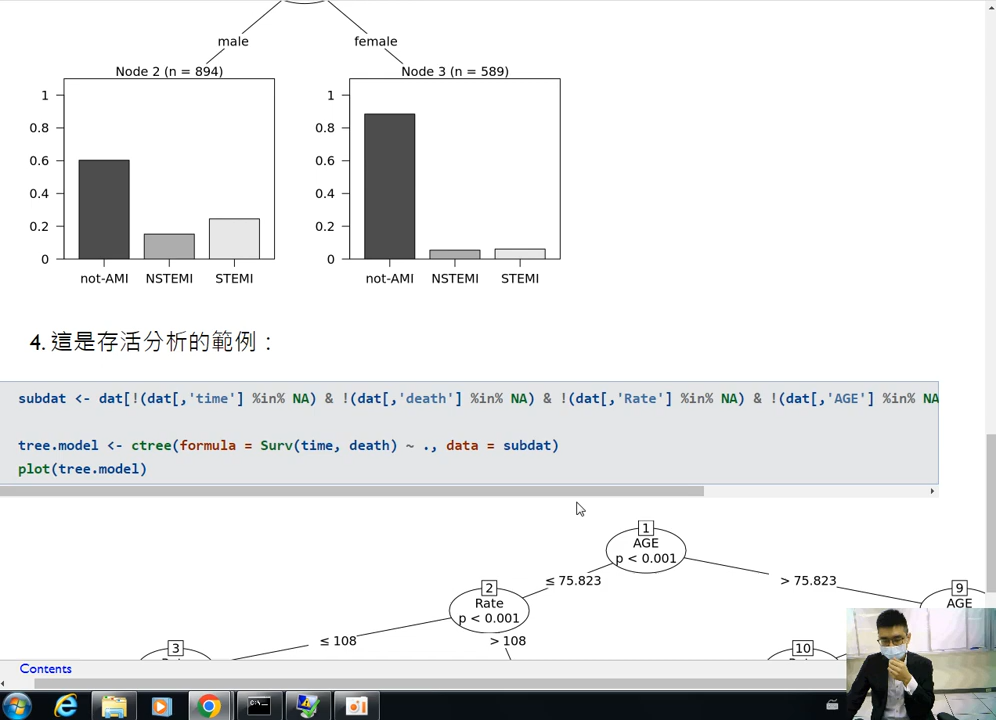 male female
Node 2 (n = 894) Node 3 (n = 589)
1 1
0.8 0.8
0.6 0.6
0.4 0.4
0.2 0.2
0 0
not-AMI NSTEMI STEMI not-AMI NSTEMI STEMI
4. 這是存活分析的範例：
subdat <- dat[!(dat[,'time'] %in% NA) & !(dat[,'death'] %in% NA) & !(dat[,'Rate'] %in% NA) & !(dat[,'AGE'] %in% NA
tree.model <- ctree(formula = Surv(time, death) ~ ., data = subdat)
plot(tree.model)
1
AGE
p < 0.001
≤ 75.823 > 75.823
2 9
Rate AGE
p < 0.001
≤ 108 > 108
3 10
Contents